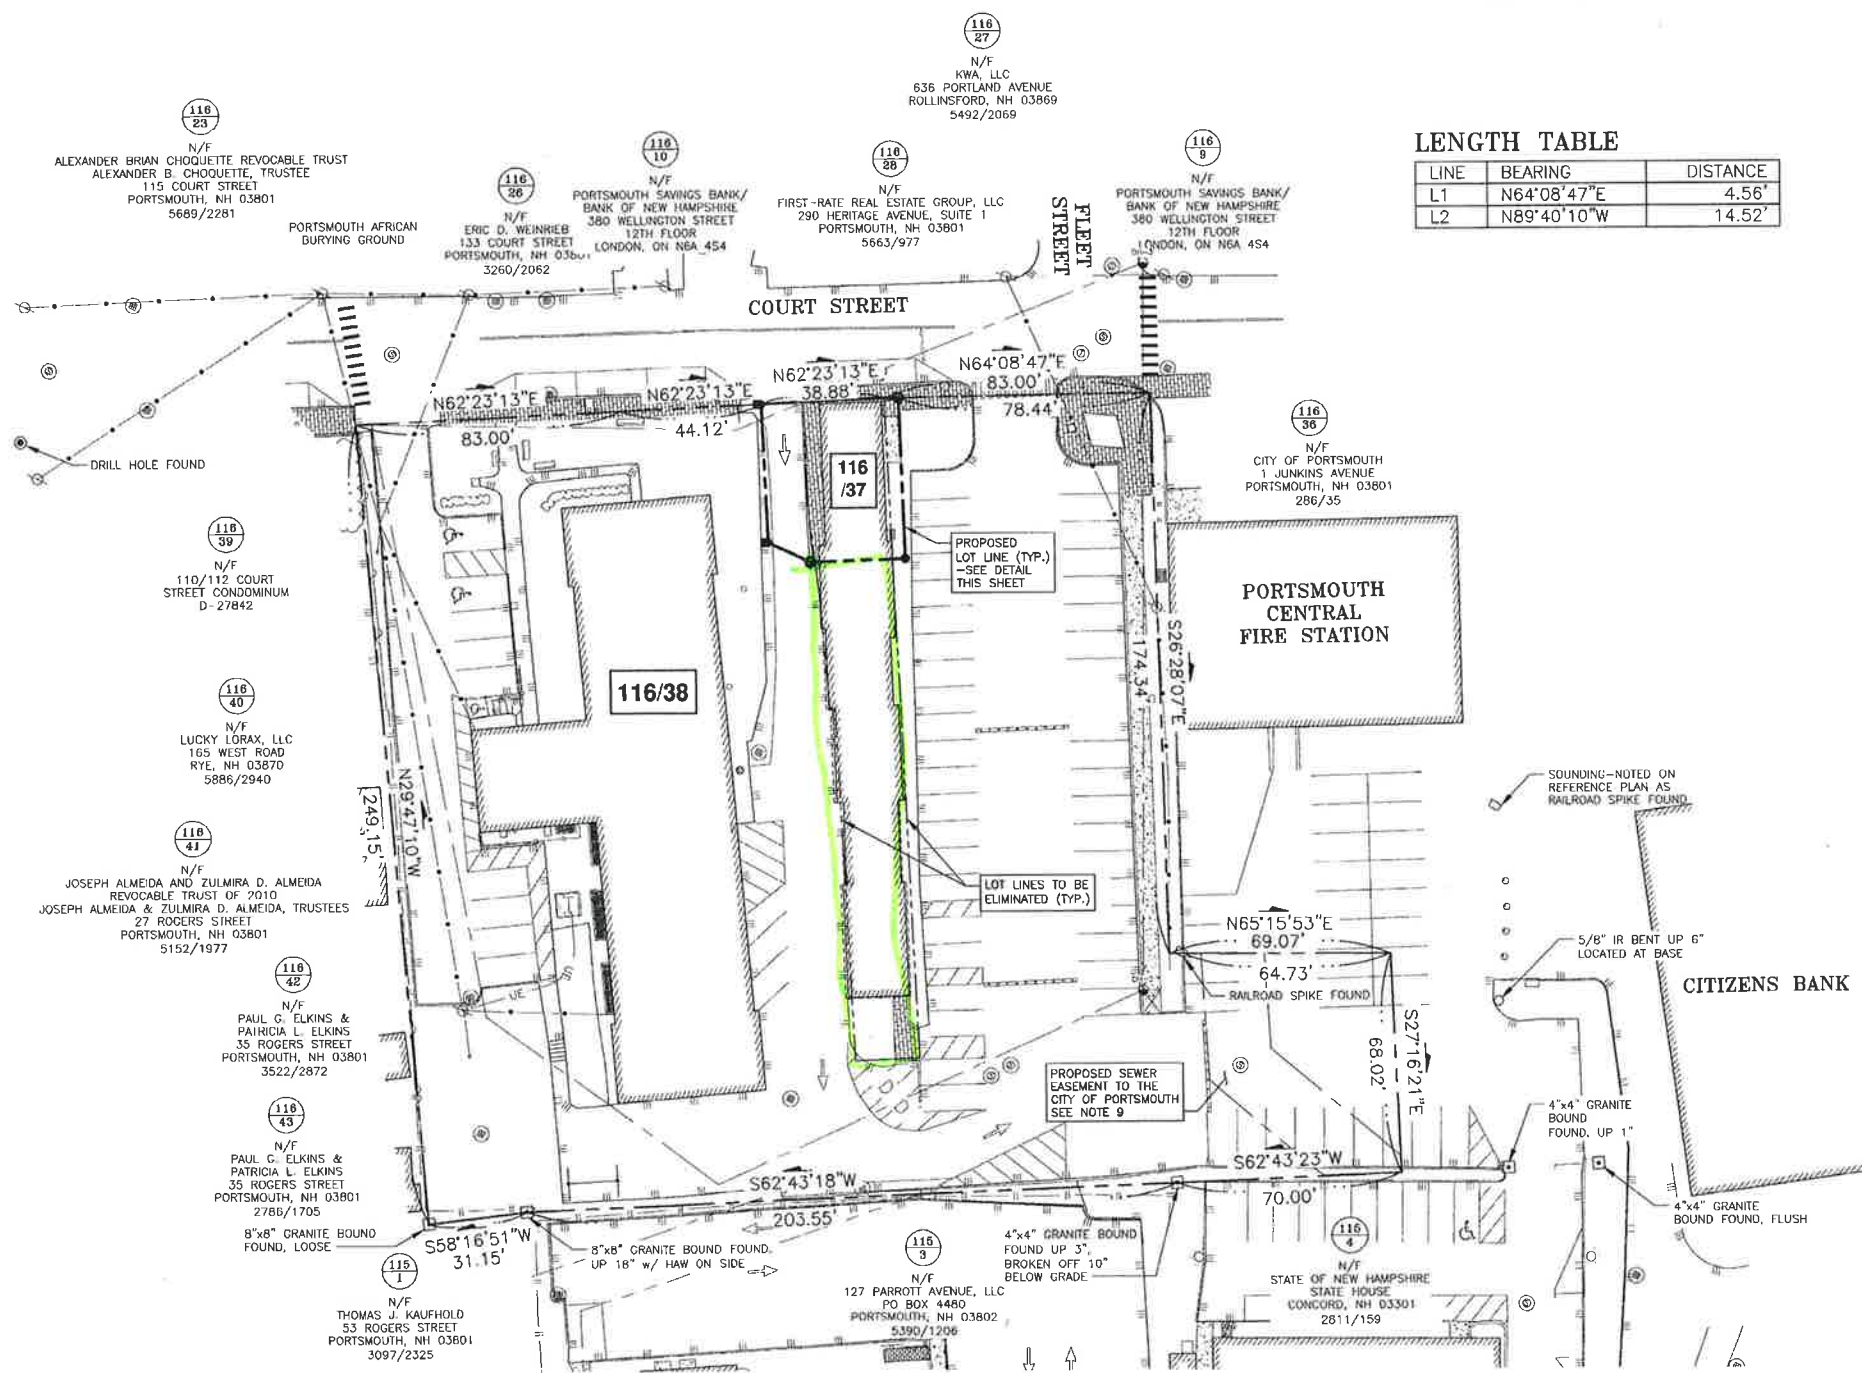 116
27
N/F
KWA, LLC
636 PORTLAND AVENUE
ROLLINSFORD, NH 03869
5492/2069
116
23
N/F
ALEXANDER BRIAN CHOQUETTE REVOCABLE TRUST
ALEXANDER B. CHOQUETTE, TRUSTEE
115 COURT STREET
PORTSMOUTH, NH 03801
5689/2281
PORTSMOUTH AFRICAN
BURYING GROUND
116
26
N/F
ERIC D. WEINRIEB
133 COURT STREET
PORTSMOUTH, NH 03801
3260/2062
116
10
N/F
PORTSMOUTH SAVINGS BANK/
BANK OF NEW HAMPSHIRE
380 WELLINGTON STREET
12TH FLOOR
LONDON, ON N6A 4S4
116
28
N/F
FIRST-RATE REAL ESTATE GROUP, LLC
290 HERITAGE AVENUE, SUITE 1
PORTSMOUTH, NH 03801
5663/977
FLEET
STREET
116
9
N/F
PORTSMOUTH SAVINGS BANK/
BANK OF NEW HAMPSHIRE
380 WELLINGTON STREET
12TH FLOOR
LONDON, ON N6A 4S4
LENGTH TABLE
LINE BEARING DISTANCE
L1 N64°08'47"E 4.56'
L2 N89°40'10"W 14.52'
COURT STREET
N62°23'13"E
83.00'
N62°23'13"E
44.12'
N62°23'13"E
38.88'
N64°08'47"E
83.00'
78.44'
DRILL HOLE FOUND
116
/37
116
36
N/F
CITY OF PORTSMOUTH
1 JUNKINS AVENUE
PORTSMOUTH, NH 03801
286/35
116
39
N/F
110/112 COURT
STREET CONDOMINUM
D-27842
PROPOSED
LOT LINE (TYP.)
-SEE DETAIL
THIS SHEET
PORTSMOUTH
CENTRAL
FIRE STATION
S26°28'07"E
174.34'
116/38
116
40
N/F
LUCKY LORAX, LLC
165 WEST ROAD
RYE, NH 03870
5886/2940
N29°47'10"W
249.15'
SOUNDING-NOTED ON
REFERENCE PLAN AS
RAILROAD SPIKE FOUND
116
41
N/F
JOSEPH ALMEIDA AND ZULMIRA D. ALMEIDA
REVOCABLE TRUST OF 2010
JOSEPH ALMEIDA & ZULMIRA D. ALMEIDA, TRUSTEES
27 ROGERS STREET
PORTSMOUTH, NH 03801
5152/1977
LOT LINES TO BE
ELIMINATED (TYP.)
N65°15'53"E
69.07'
64.73'
RAILROAD SPIKE FOUND
5/8" IR BENT UP 6"
LOCATED AT BASE
CITIZENS BANK
116
42
N/F
PAUL G. ELKINS &
PATRICIA L. ELKINS
35 ROGERS STREET
PORTSMOUTH, NH 03801
3522/2872
UE
S
S27°16'21"E
68.02'
PROPOSED SEWER
EASEMENT TO THE
CITY OF PORTSMOUTH
SEE NOTE 9
116
43
N/F
PAUL G. ELKINS &
PATRICIA L. ELKINS
35 ROGERS STREET
PORTSMOUTH, NH 03801
2786/1705
4"x4" GRANITE
BOUND
FOUND, UP 1"
S62°43'18"W
203.55'
S62°43'23"W
70.00'
8"x8" GRANITE BOUND
FOUND, LOOSE
S58°16'51"W
31.15'
8"x8" GRANITE BOUND FOUND,
UP 18" w/ HAW ON SIDE
4"x4" GRANITE BOUND
FOUND UP 3",
BROKEN OFF 10"
BELOW GRADE
4"x4" GRANITE
BOUND FOUND, FLUSH
115
1
N/F
THOMAS J. KAUFHOLD
53 ROGERS STREET
PORTSMOUTH, NH 03801
3097/2325
115
3
N/F
127 PARROTT AVENUE, LLC
PO BOX 4480
PORTSMOUTH, NH 03802
5390/1206
115
4
N/F
STATE OF NEW HAMPSHIRE
STATE HOUSE
CONCORD, NH 03301
2811/159